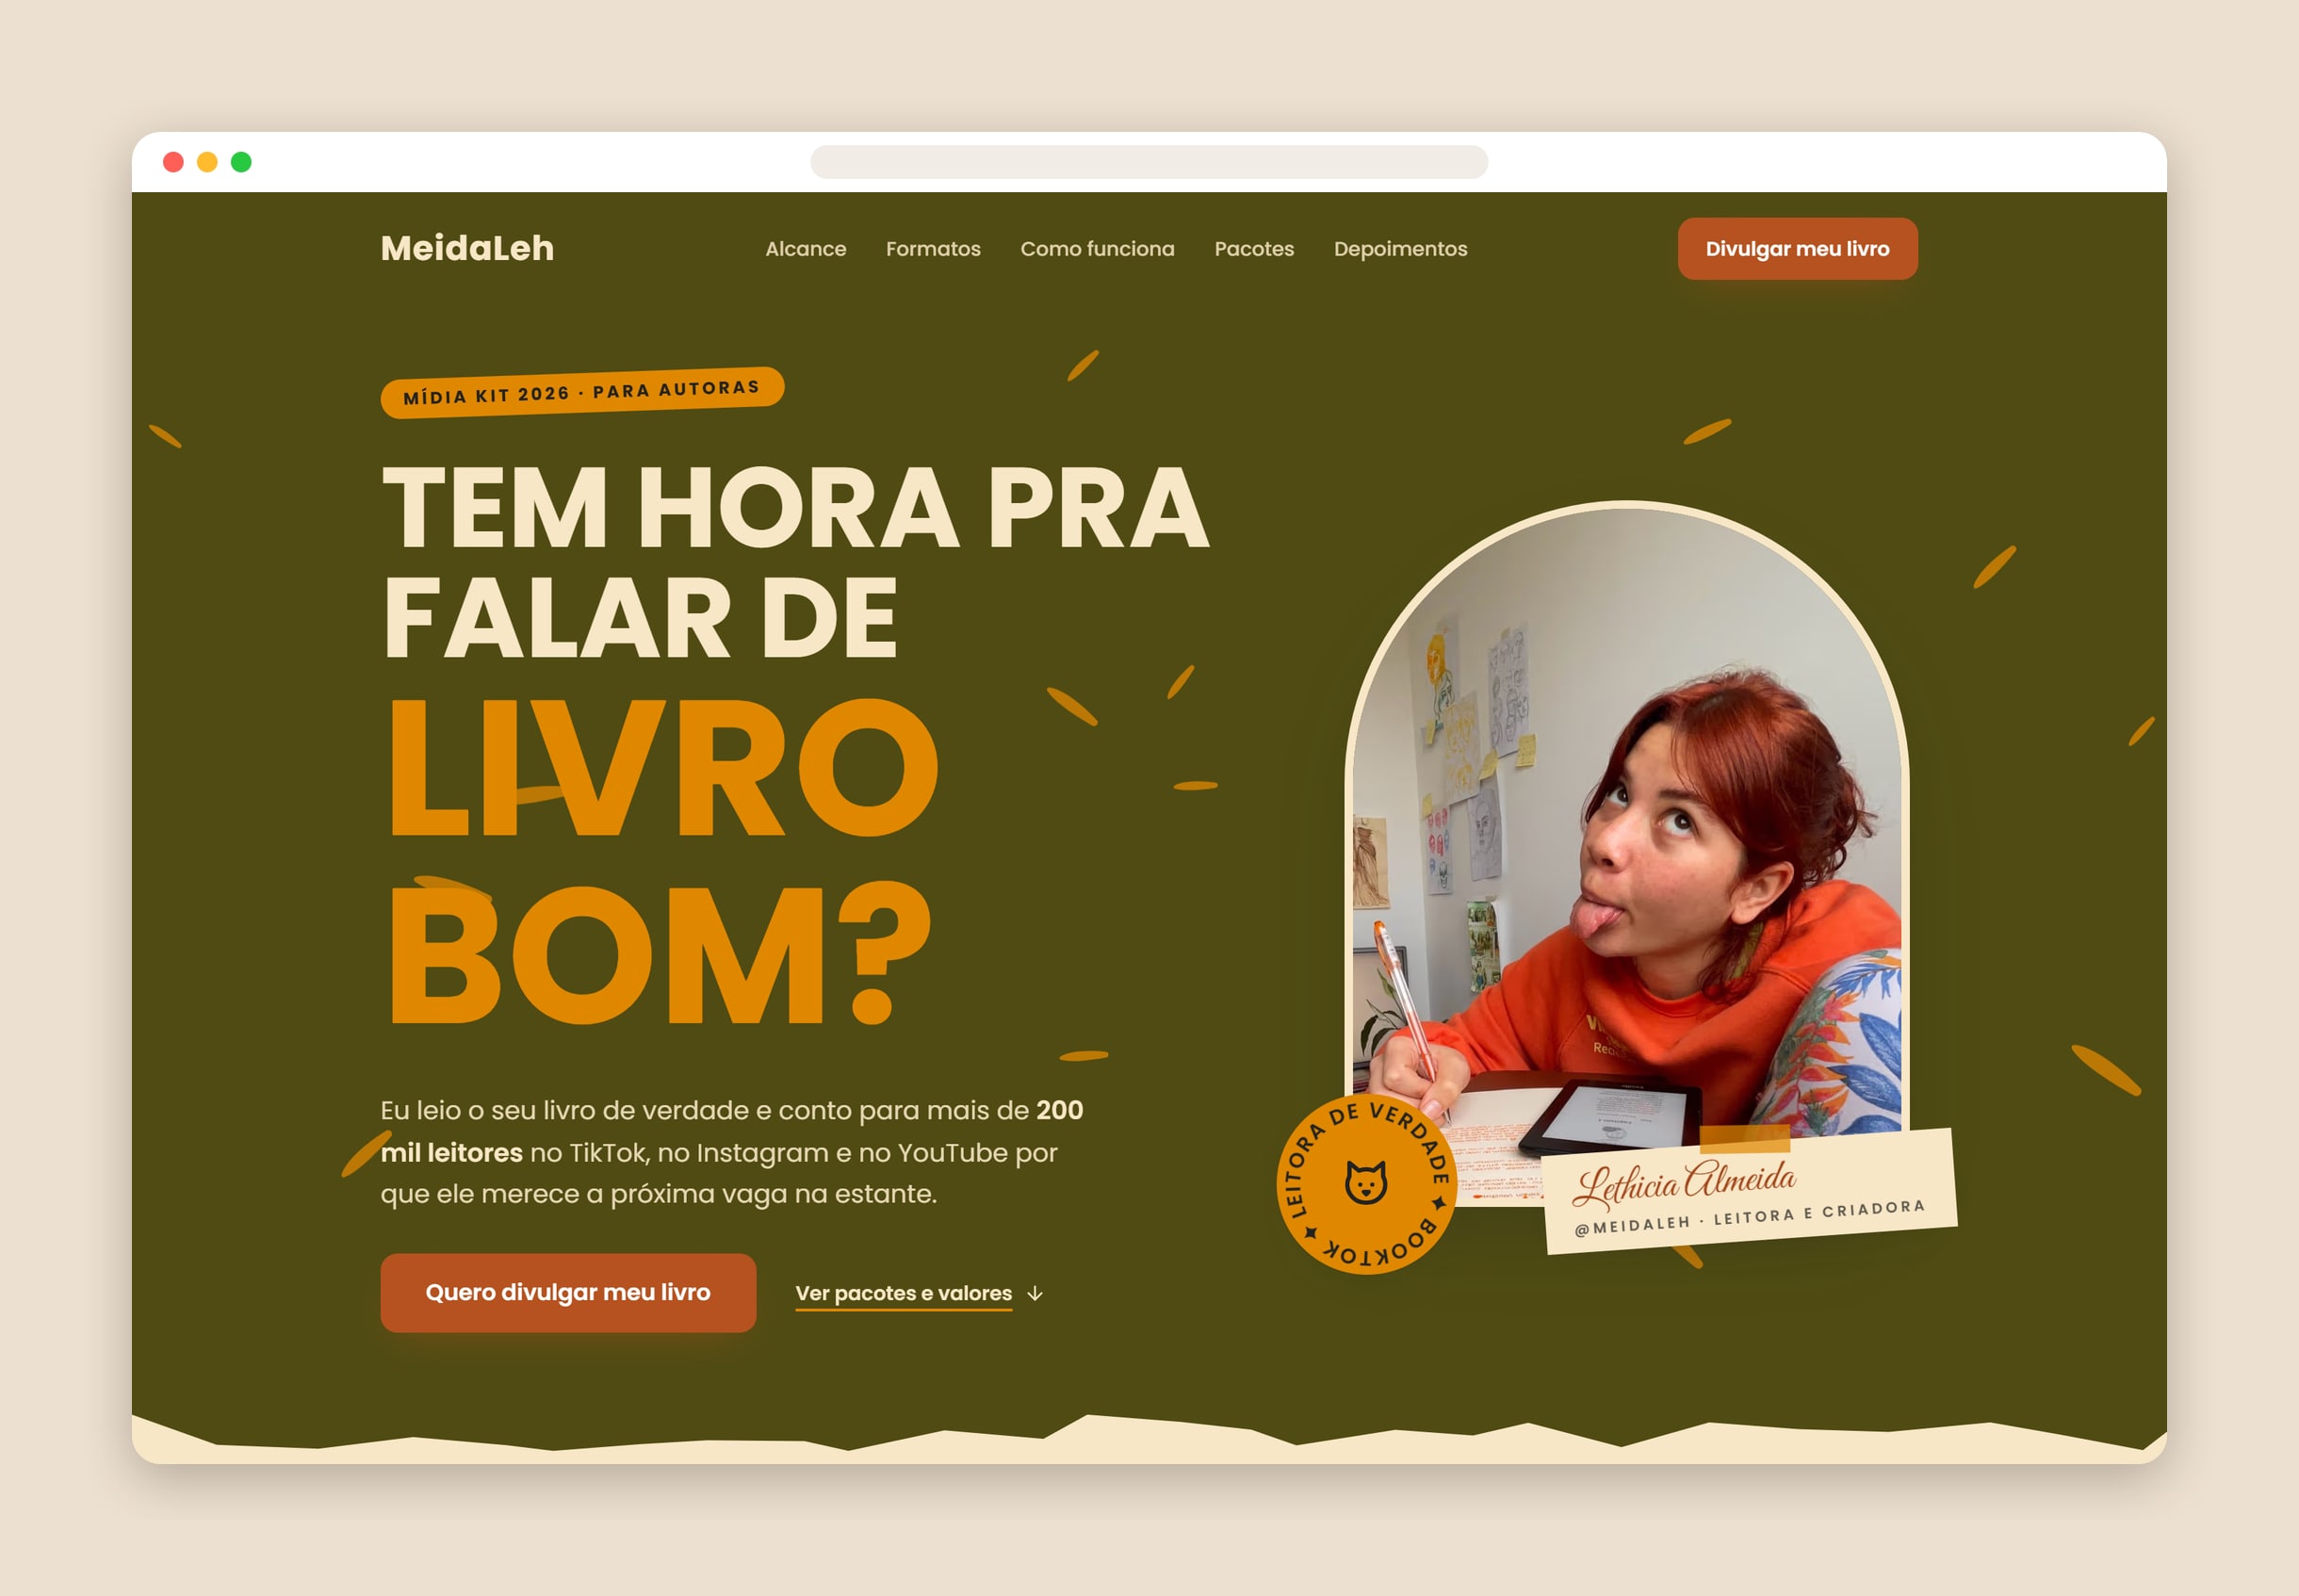 MeidaLeh
Alcance
Formatos
Como funciona
Pacotes
Depoimentos
Divulgar meu livro
MÍDIA KIT 2026 · PARA AUTORAS
TEM HORA PRA
FALAR DE
LIVRO
BOM?
Eu leio o seu livro de verdade e conto para mais de 200
mil leitores no TikTok, no Instagram e no YouTube por
que ele merece a próxima vaga na estante.
Quero divulgar meu livro
Ver pacotes e valores ↓
LEITORA DE VERDADE ✦ BOOKTOK ✦
Lethicia Almeida
@MEIDALEH · LEITORA E CRIADORA